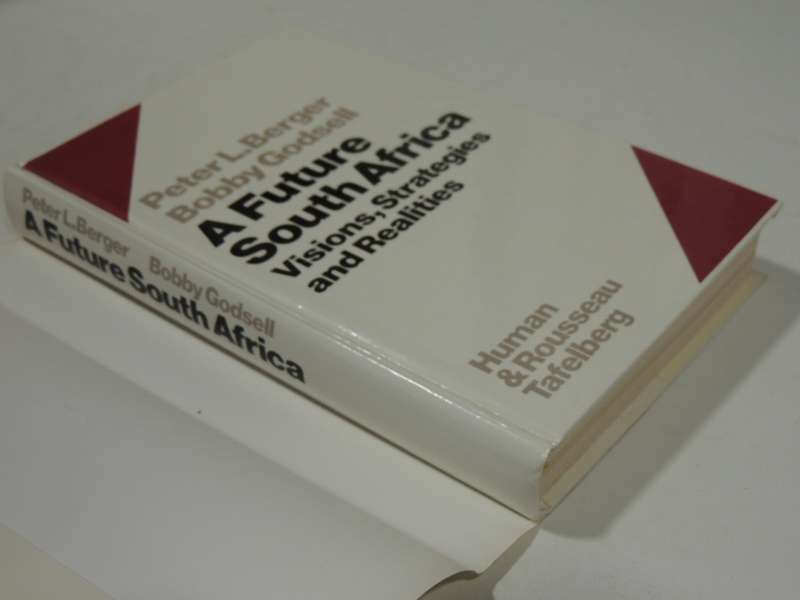 Peter L. Berger
Bobby Godsell
A Future
South Africa
Visions, Strategies
and Realities
Human
& Rousseau
Tafelberg
Peter L. Berger Bobby Godsell
A Future South Africa